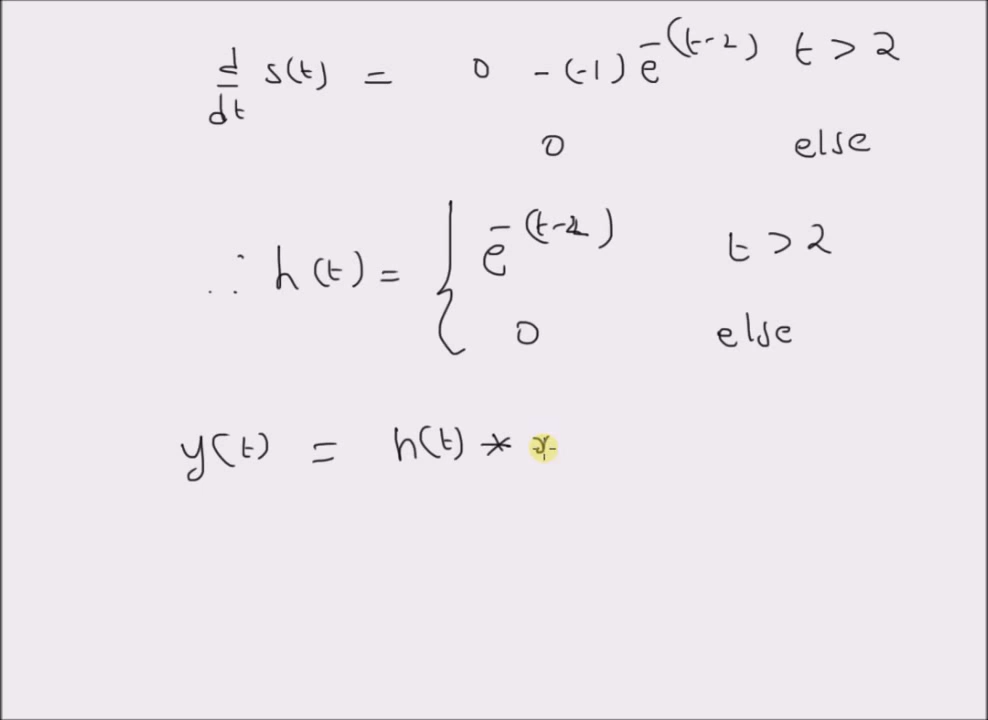 d/dt s(t) = 0 -(-1) e^-(t-2) t > 2
0 else
∴ h(t) = { e^-(t-2) t > 2
0 else
y(t) = h(t) * x